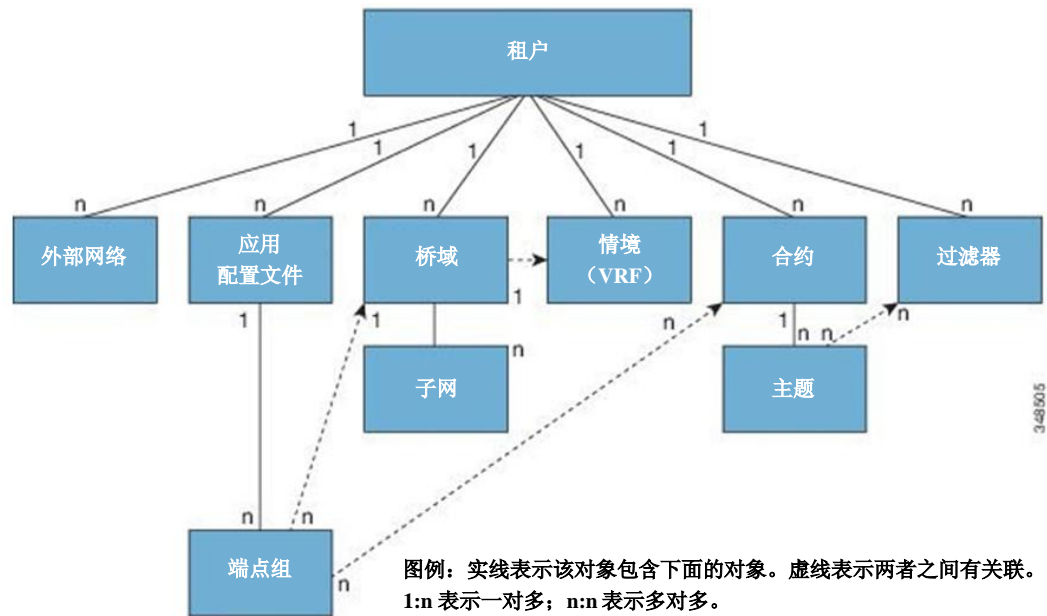 租户
1
1
1
1
1
1
n
n
n
n
n
n
外部网络
应用
配置文件
桥域
情境
（VRF）
合约
过滤器
1
1
1
n
1
n
n
n
n
子网
主题
348505
n
n
端点组
n
图例：实线表示该对象包含下面的对象。虚线表示两者之间有关联。
1:n 表示一对多；n:n 表示多对多。